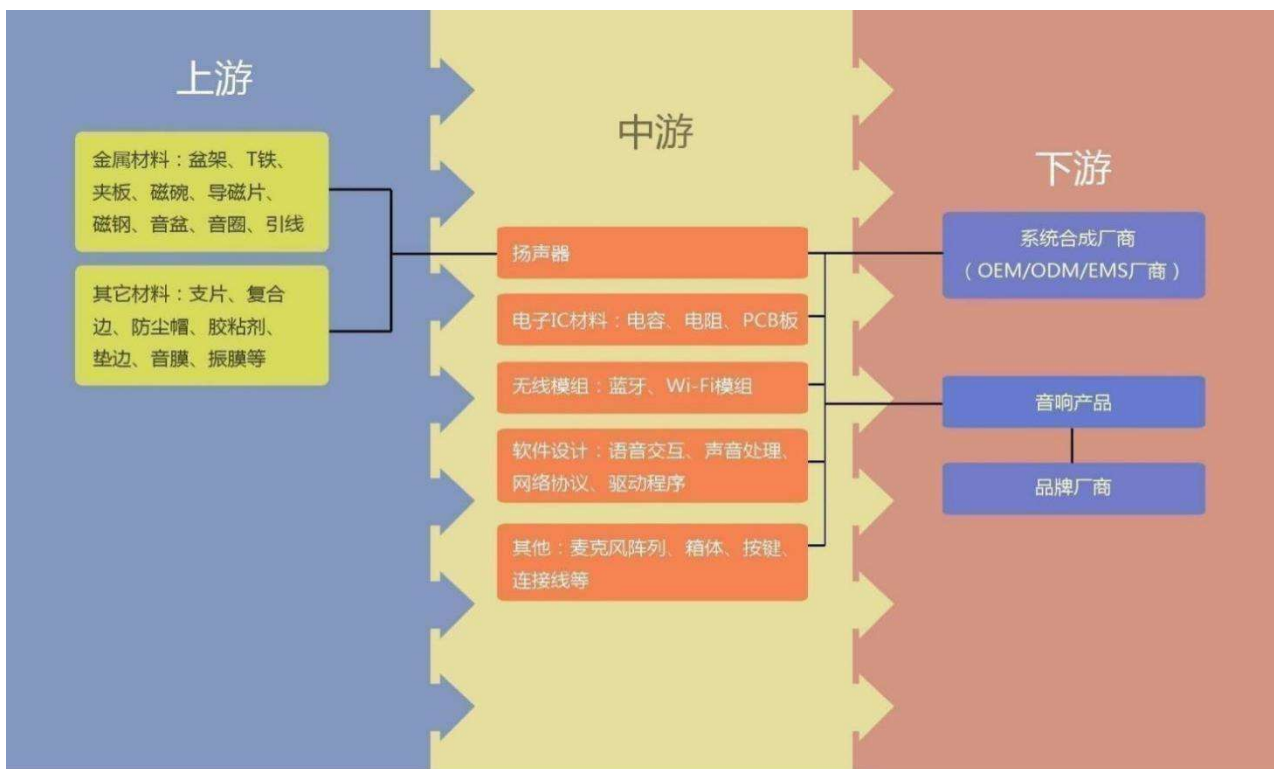 上游
金属材料：盆架、T铁、
夹板、磁碗、导磁片、
磁钢、音盆、音圈、引线
其它材料：支片、复合
边、防尘帽、胶粘剂、
垫边、音膜、振膜等
中游
扬声器
电子IC材料：电容、电阻、PCB板
无线模组：蓝牙、Wi-Fi模组
软件设计：语音交互、声音处理、
网络协议、驱动程序
其他：麦克风阵列、箱体、按键、
连接线等
下游
系统合成厂商
（OEM/ODM/EMS厂商）
音响产品
品牌厂商